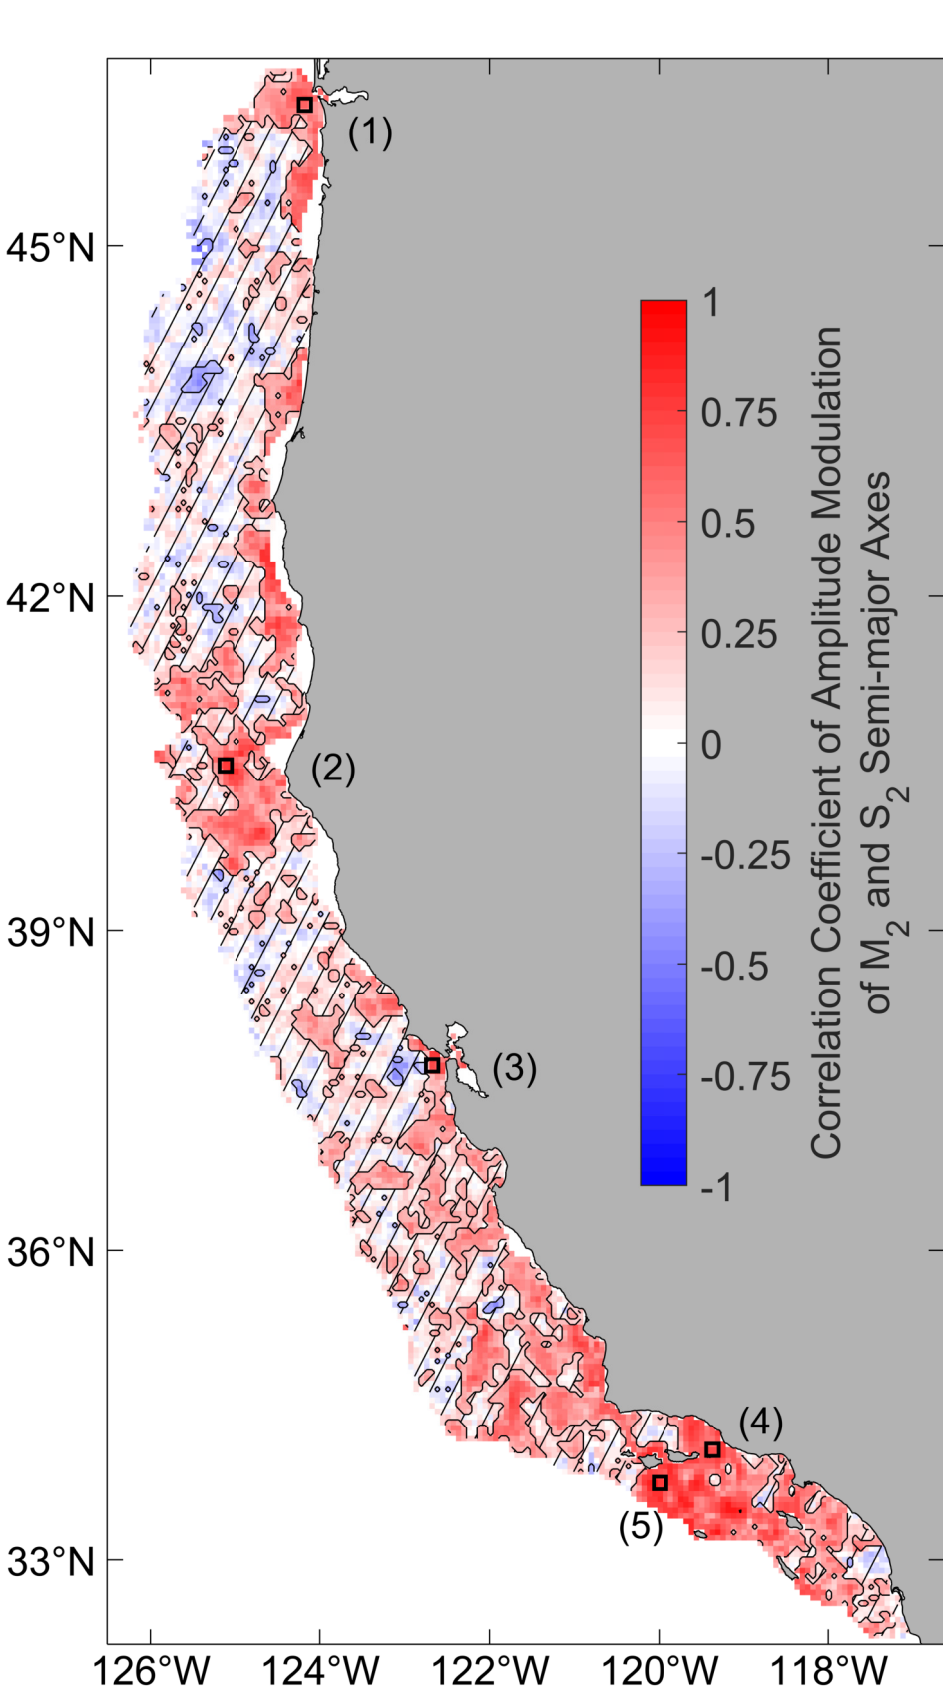 (1)
45°N
1
0.75
0.5
42°N
0.25
0
(2)
-0.25
39°N
-0.5
(3)
-0.75
-1
Correlation Coefficient of Amplitude Modulation
of M₂ and S₂ Semi-major Axes
36°N
(4)
(5)
33°N
126°W 124°W 122°W 120°W 118°W